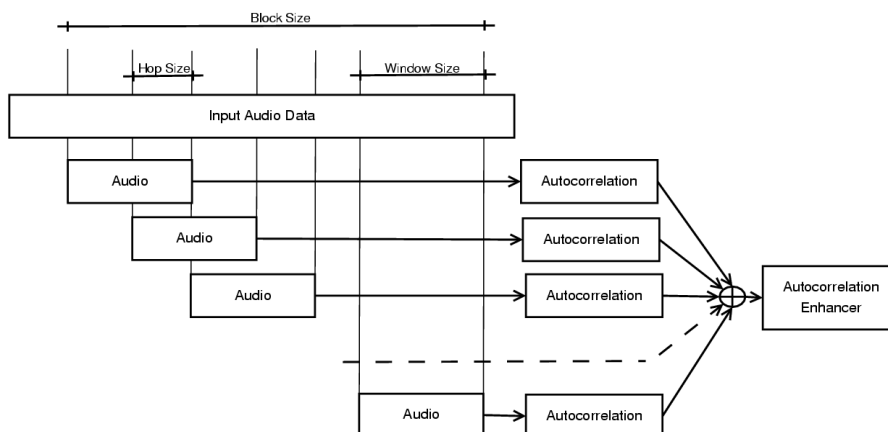 Block Size
Hop Size
Window Size
Input Audio Data
Audio
Autocorrelation
Audio
Autocorrelation
Audio
Autocorrelation
Autocorrelation
Enhancer
Audio
Autocorrelation